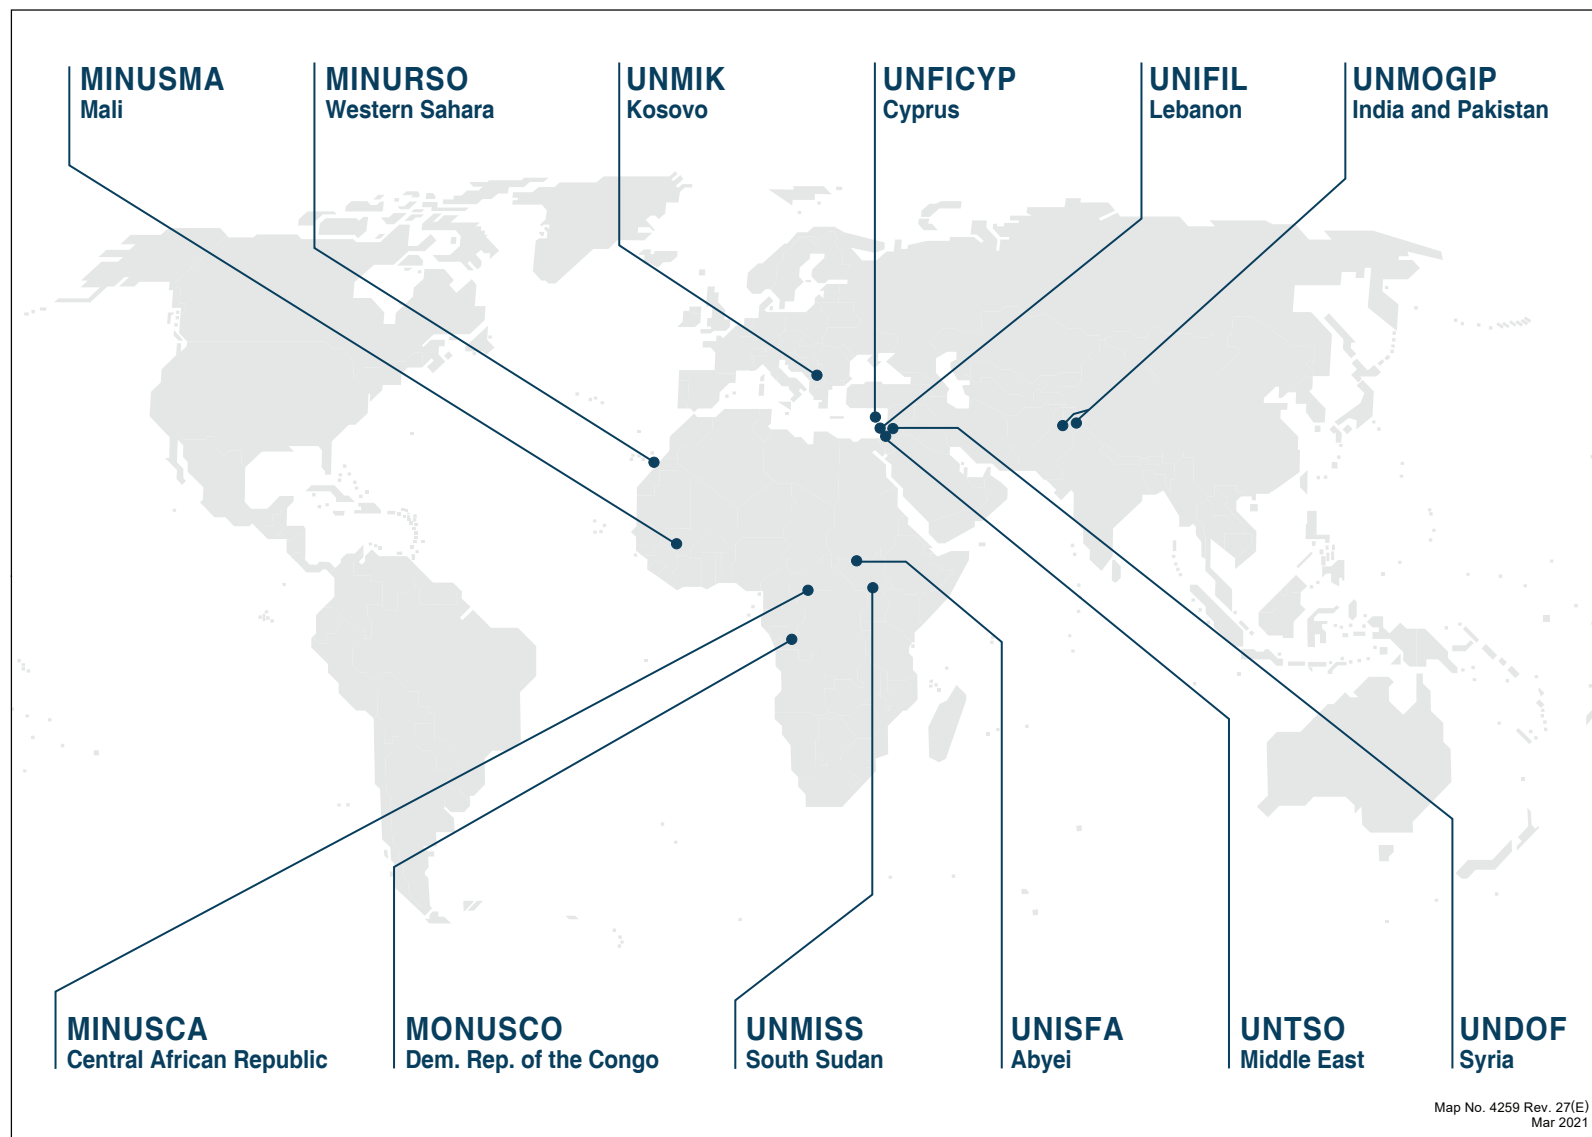 MINUSMA
Mali
MINURSO
Western Sahara
UNMIK
Kosovo
UNFICYP
Cyprus
UNIFIL
Lebanon
UNMOGIP
India and Pakistan
MINUSCA
Central African Republic
MONUSCO
Dem. Rep. of the Congo
UNMISS
South Sudan
UNISFA
Abyei
UNTSO
Middle East
UNDOF
Syria
Map No. 4259 Rev. 27(E)
Mar 2021